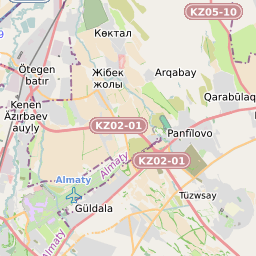 KZ05-10
Көктал
Ötegen
batır
Жібек
жолы
Arqabay
Qarabūlaq
Kenen
Äzırbaev
auyly
KZ02-01
Panfilovo
Almaty
KZ02-01
Almaty
Tüzwsay
Güldala
Almaty